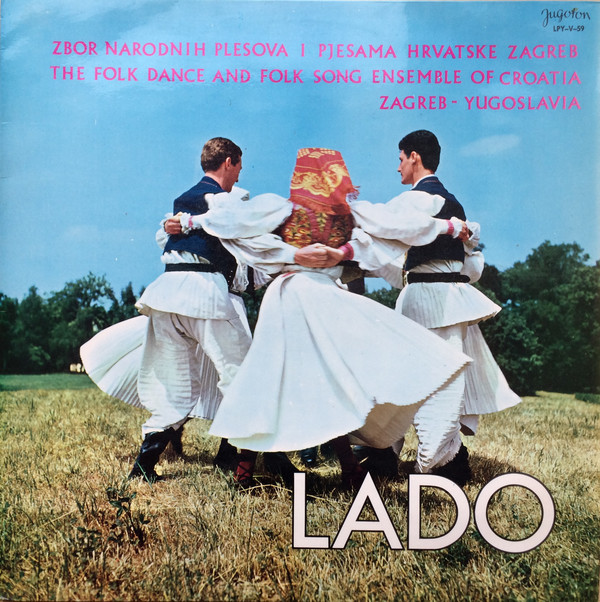 Jugoton
LPY-V-59
ZBOR NARODNIH PLESOVA I PJESAMA HRVATSKE ZAGREB
THE FOLK DANCE AND FOLK SONG ENSEMBLE OF CROATIA
ZAGREB - YUGOSLAVIA
LADO